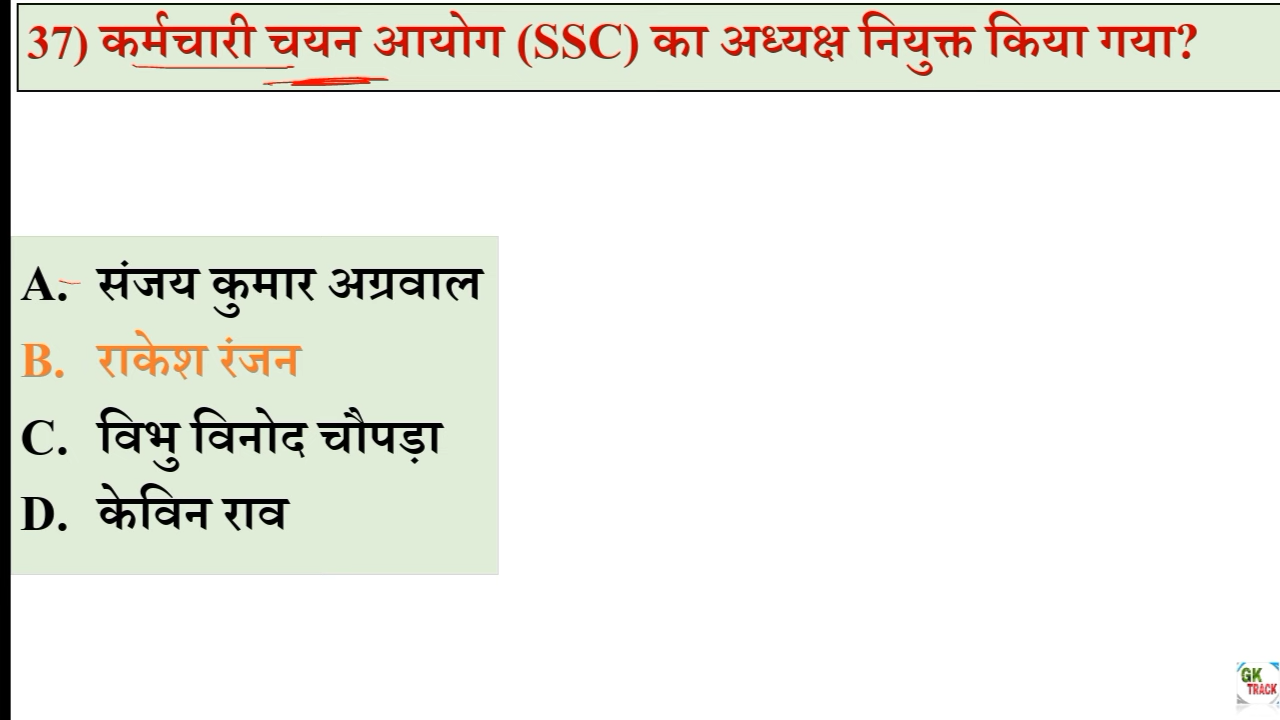 37) कर्मचारी चयन आयोग (SSC) का अध्यक्ष नियुक्त किया गया?
A. संजय कुमार अग्रवाल
B. राकेश रंजन
C. विभु विनोद चौपड़ा
D. केविन राव
GK
TRACK